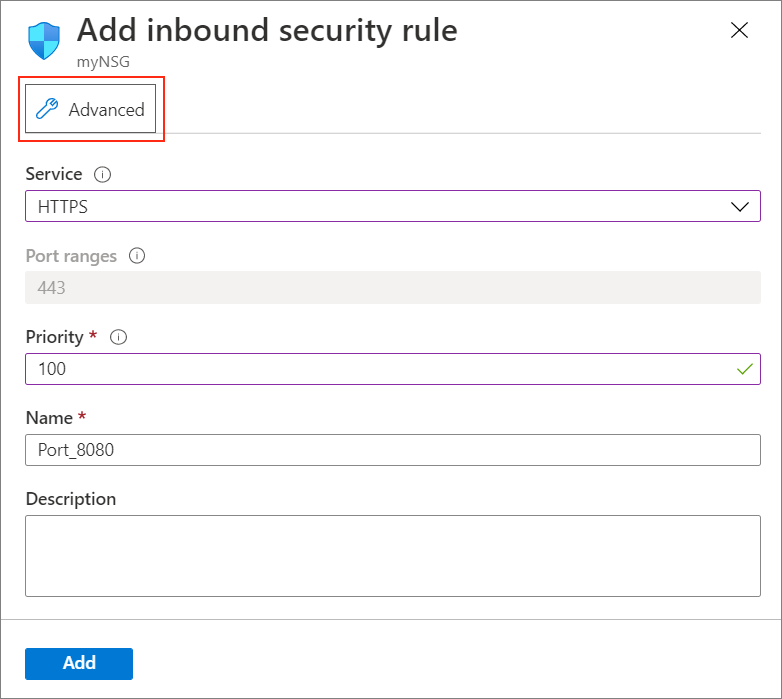 Add inbound security rule
myNSG
Advanced
Service
HTTPS
Port ranges
443
Priority *
100
Name *
Port_8080
Description
Add